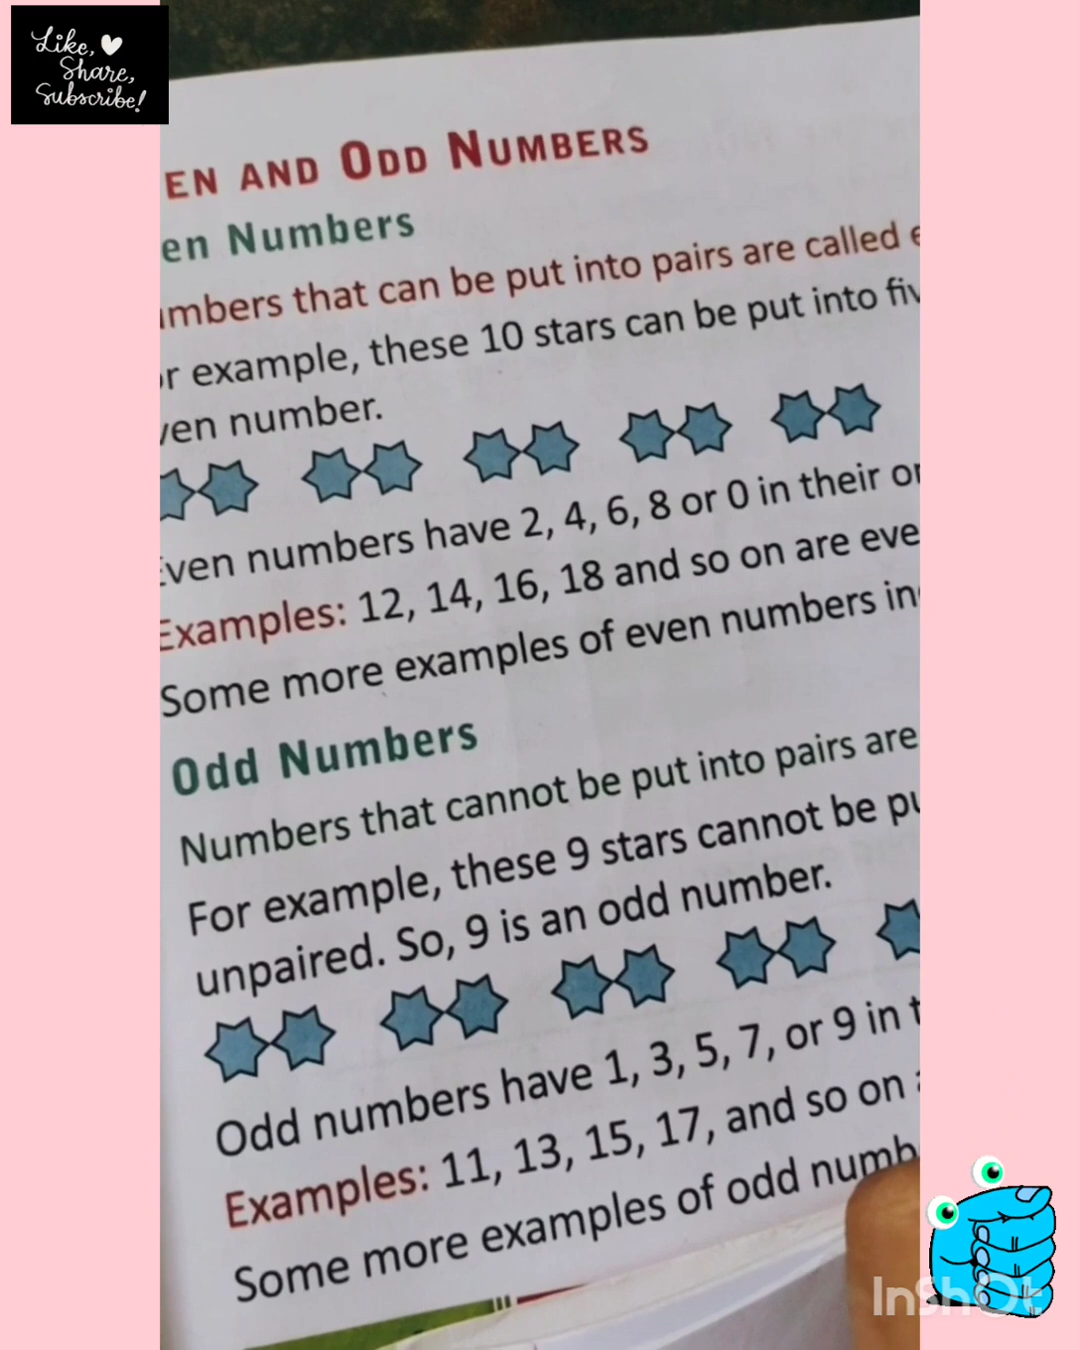 Like,
Share,
Subscribe!
EN AND ODD NUMBERS
en Numbers
mbers that can be put into pairs are called
r example, these 10 stars can be put into
en number.
ven numbers have 2, 4, 6, 8 or 0 in their
Examples: 12, 14, 16, 18 and so on are eve
Some more examples of even numbers in
Odd Numbers
Numbers that cannot be put into pairs are
For example, these 9 stars cannot be pu
unpaired. So, 9 is an odd number.
Odd numbers have 1, 3, 5, 7, or 9 in t
Examples: 11, 13, 15, 17, and so on
Some more examples of odd numb
InShOt